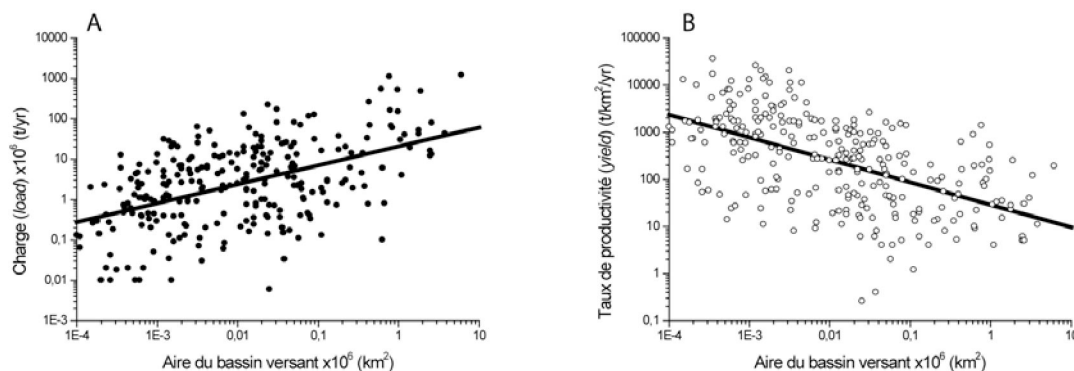 A
10000
1000
100
10
1
0,1
0,01
1E-3
1E-4
1E-3
0,01
0,1
1
10
Charge (load) x10⁶ (t/yr)
Aire du bassin versant x10⁶ (km²)
B
100000
10000
1000
100
10
1
0,1
1E-4
1E-3
0,01
0,1
1
10
Taux de productivité (yield) (t/km²/yr)
Aire du bassin versant x10⁶ (km²)